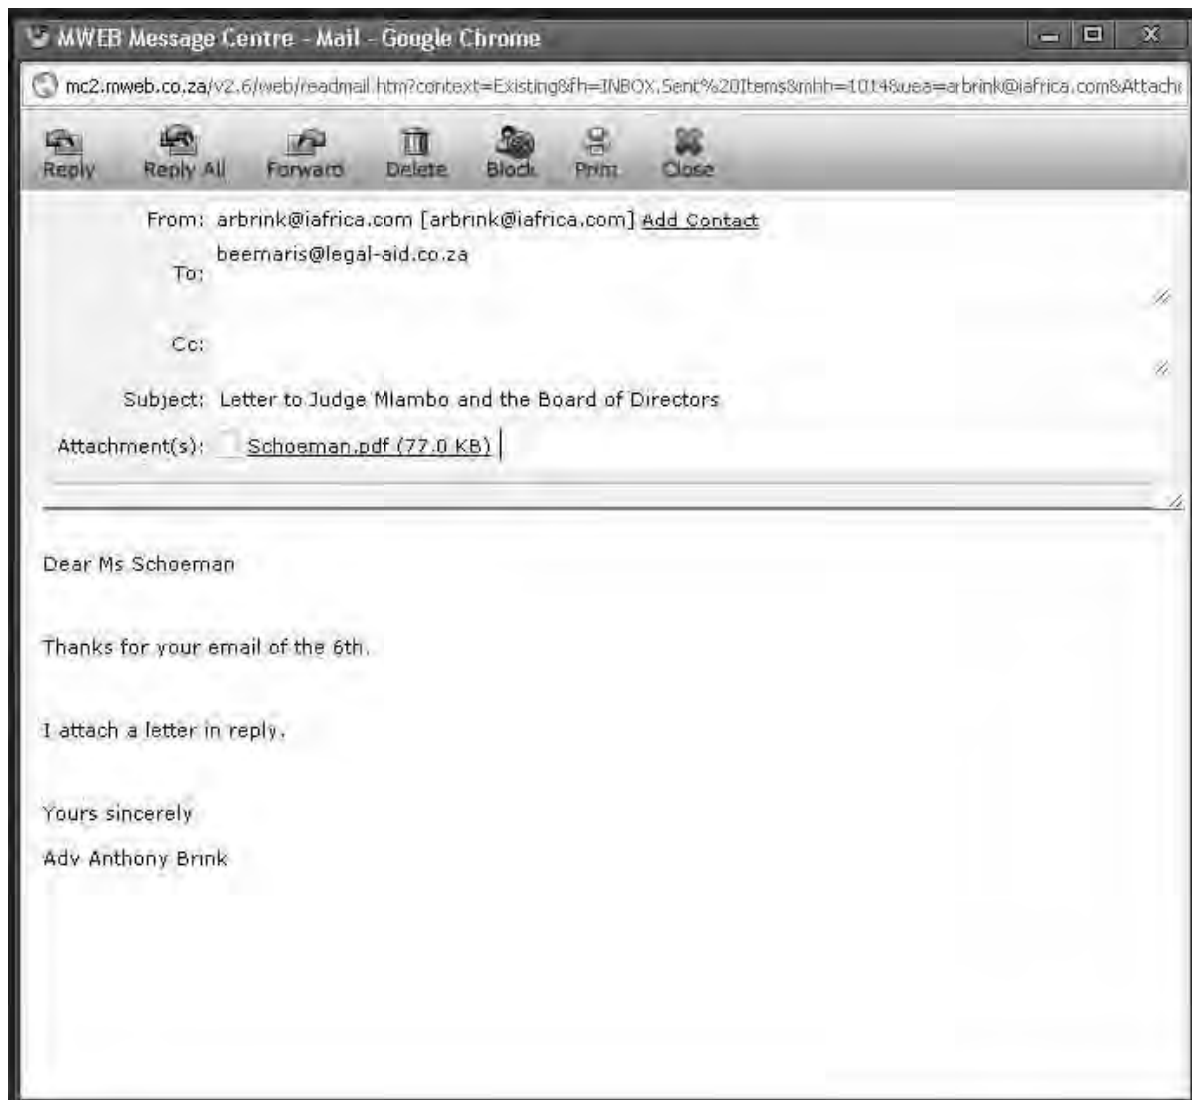 MWEB Message Centre - Mail - Google Chrome
mc2.mweb.co.za/v2.6/web/readmail.htm?context=Existing&fh=INBOX.Sent%20Items&mhh=1014&uea=arbrink@iafrica.com&Attach
Reply Reply All Forward Delete Block Print Close
From: arbrink@iafrica.com [arbrink@iafrica.com] Add Contact
beemaris@legal-aid.co.za
To:
Cc:
Subject: Letter to Judge Mlambo and the Board of Directors
Attachment(s): Schoeman.pdf (77.0 KB)
Dear Ms Schoeman
Thanks for your email of the 6th.
I attach a letter in reply.
Yours sincerely
Adv Anthony Brink